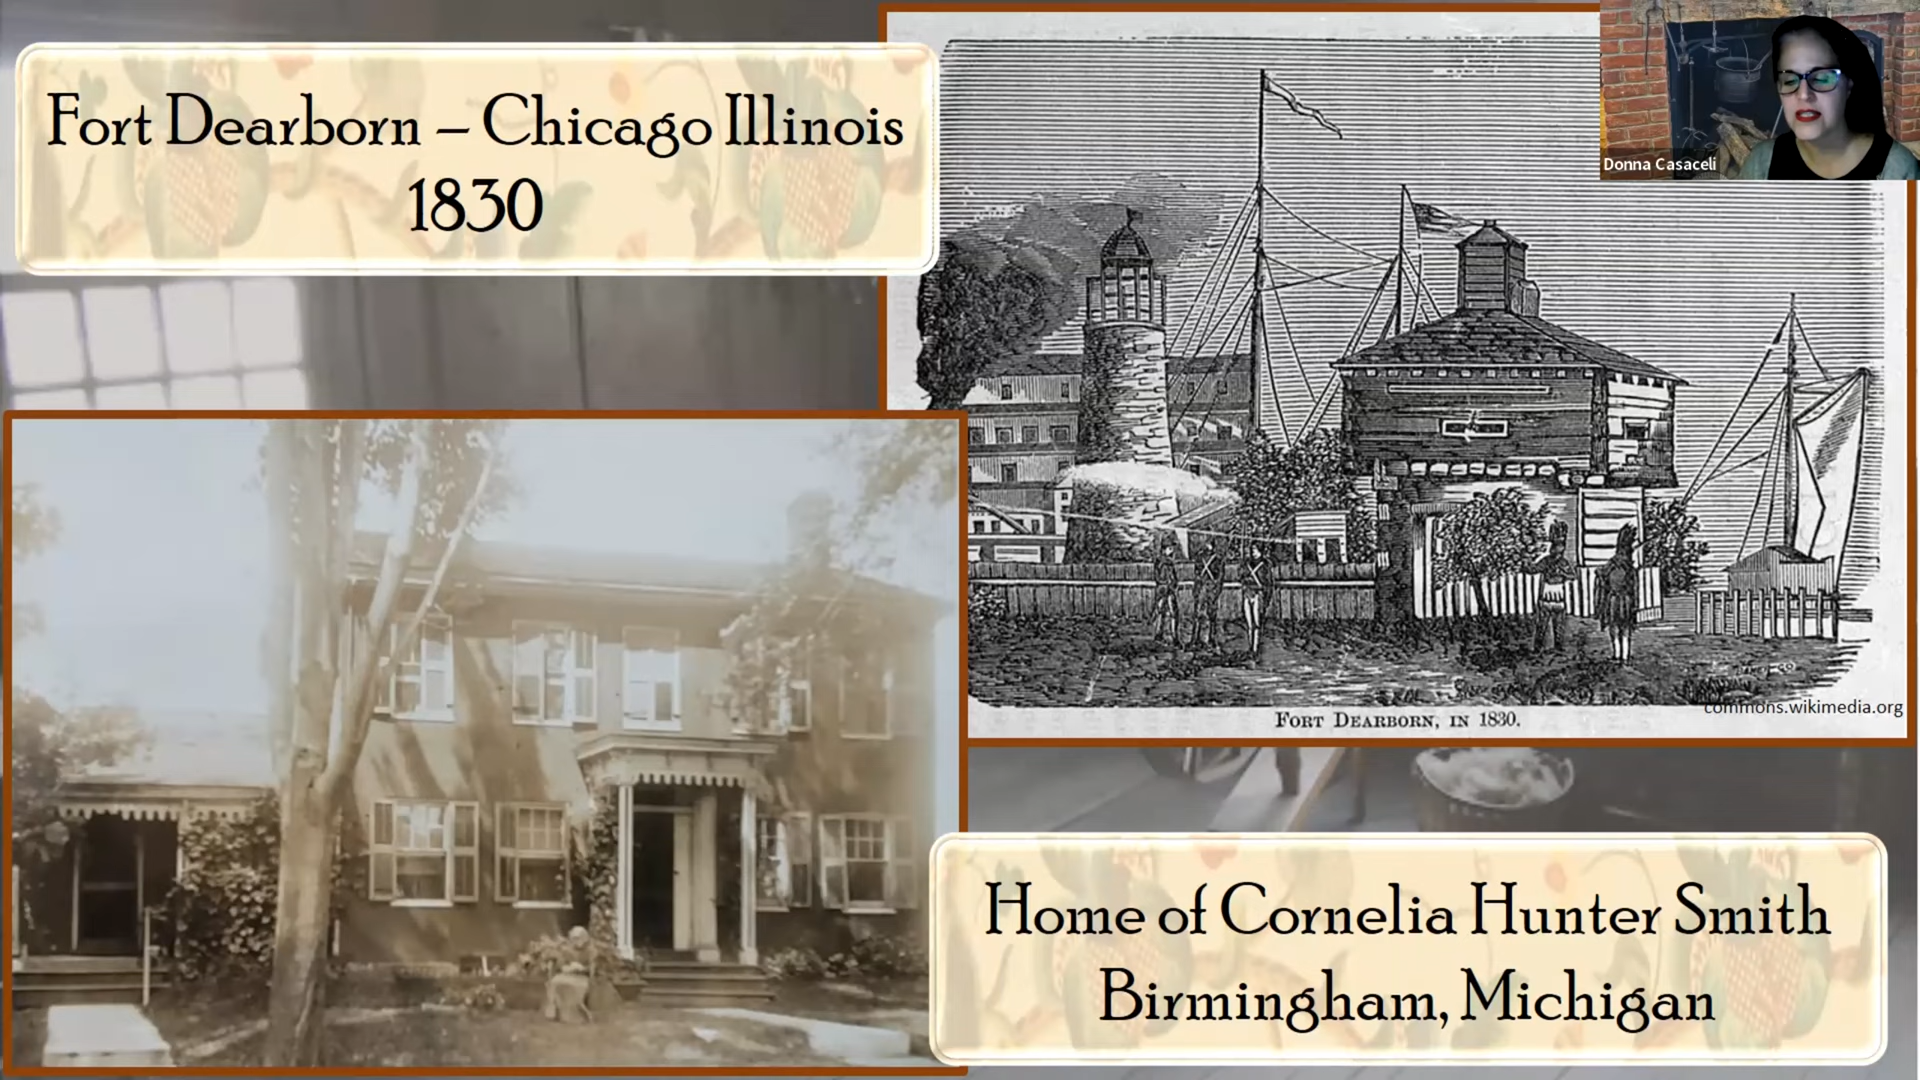 Fort Dearborn – Chicago Illinois
1830
Donna Casaceli
FORT DEARBORN, IN 1830.
commons.wikimedia.org
Home of Cornelia Hunter Smith
Birmingham, Michigan